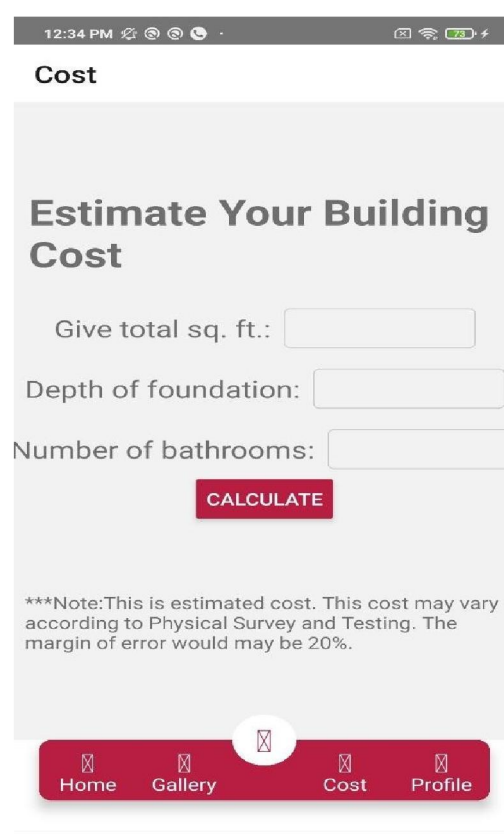 12:34 PM
73
Cost
Estimate Your Building
Cost
Give total sq. ft.:
Depth of foundation:
Number of bathrooms:
CALCULATE
***Note:This is estimated cost. This cost may vary
according to Physical Survey and Testing. The
margin of error would may be 20%.
Home Gallery Cost Profile